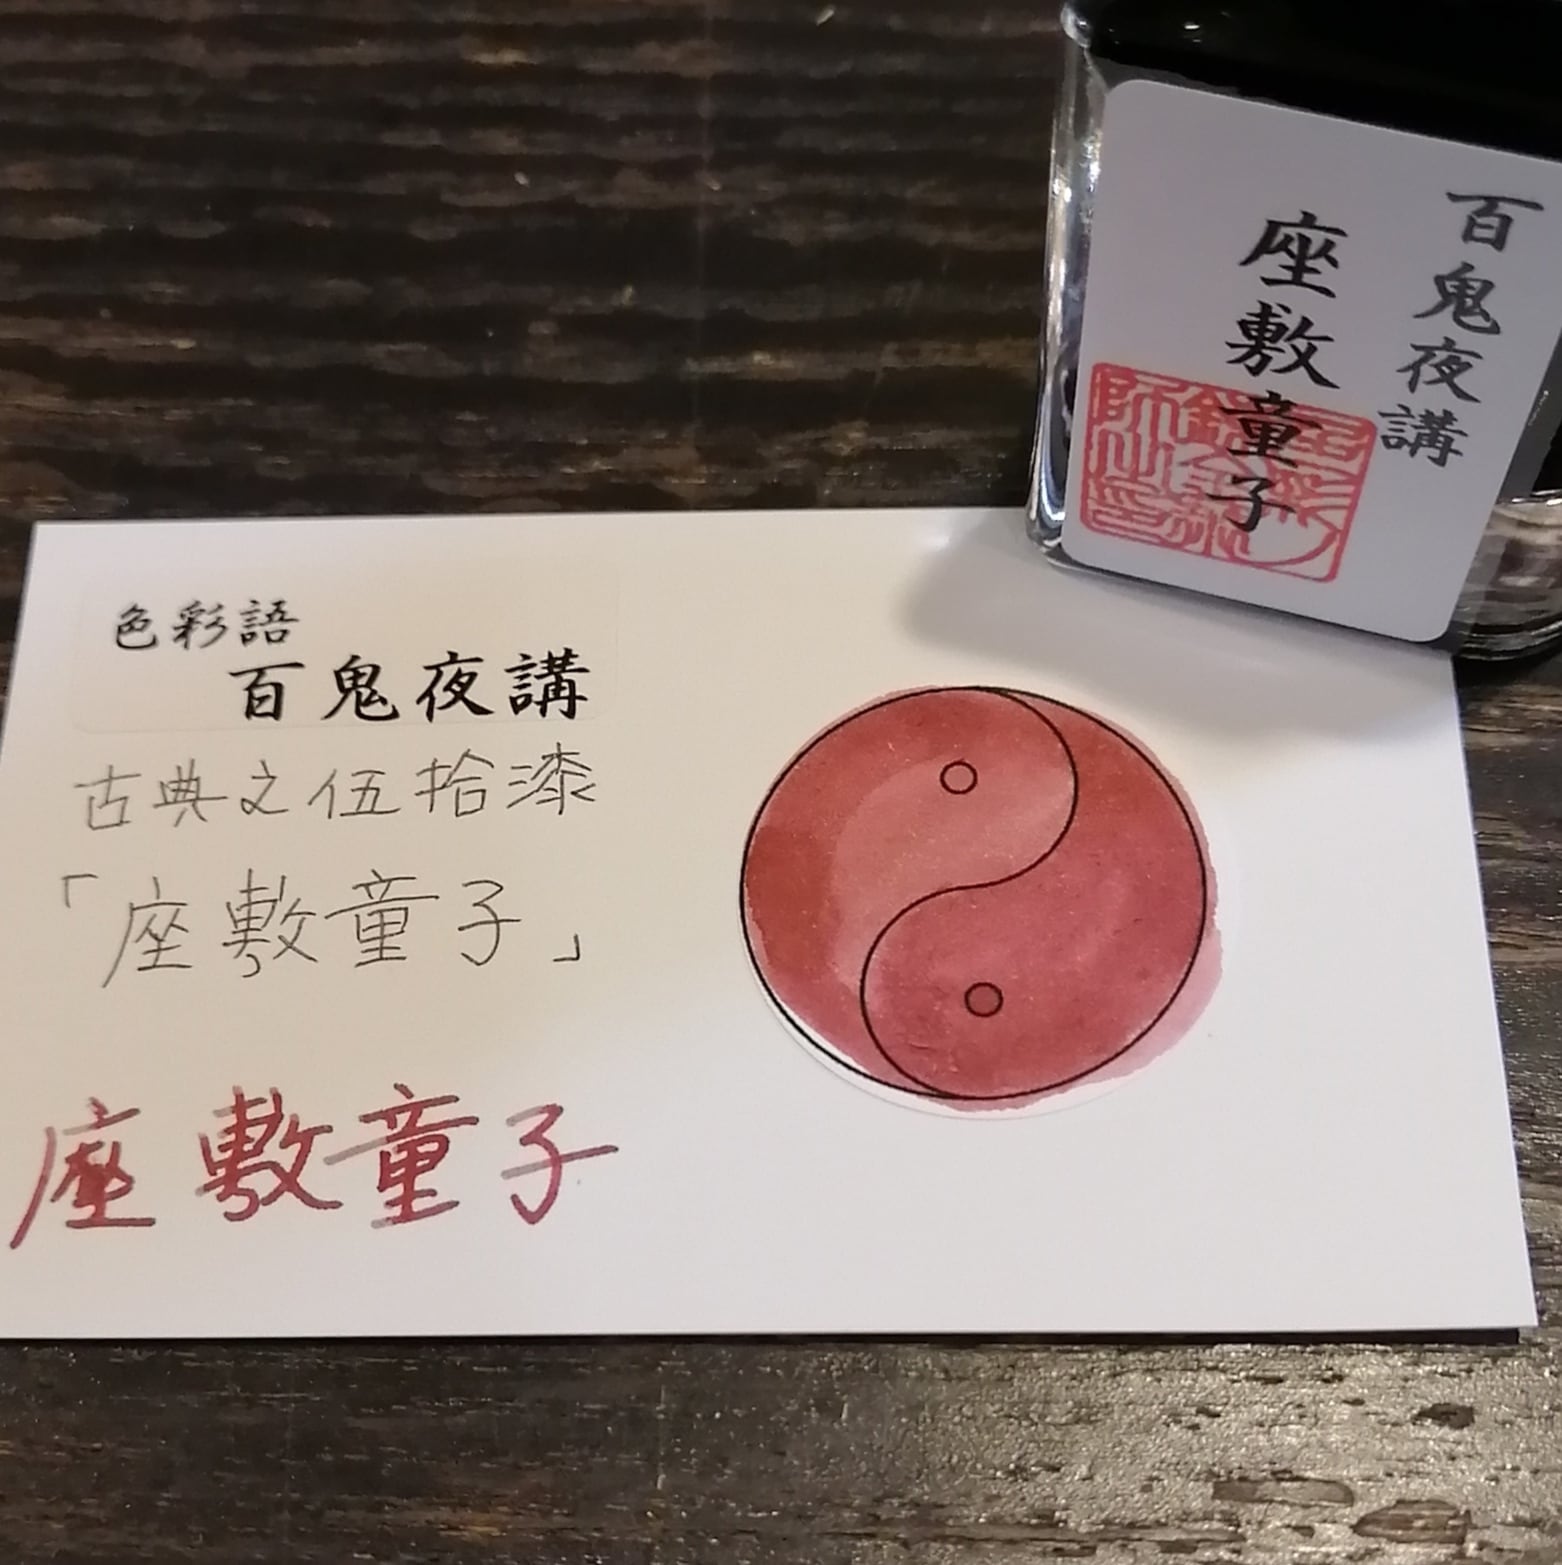 百鬼夜講
座敷童子
色彩語
百鬼夜講
古典之伍拾漆
「座敷童子」
座敷童子